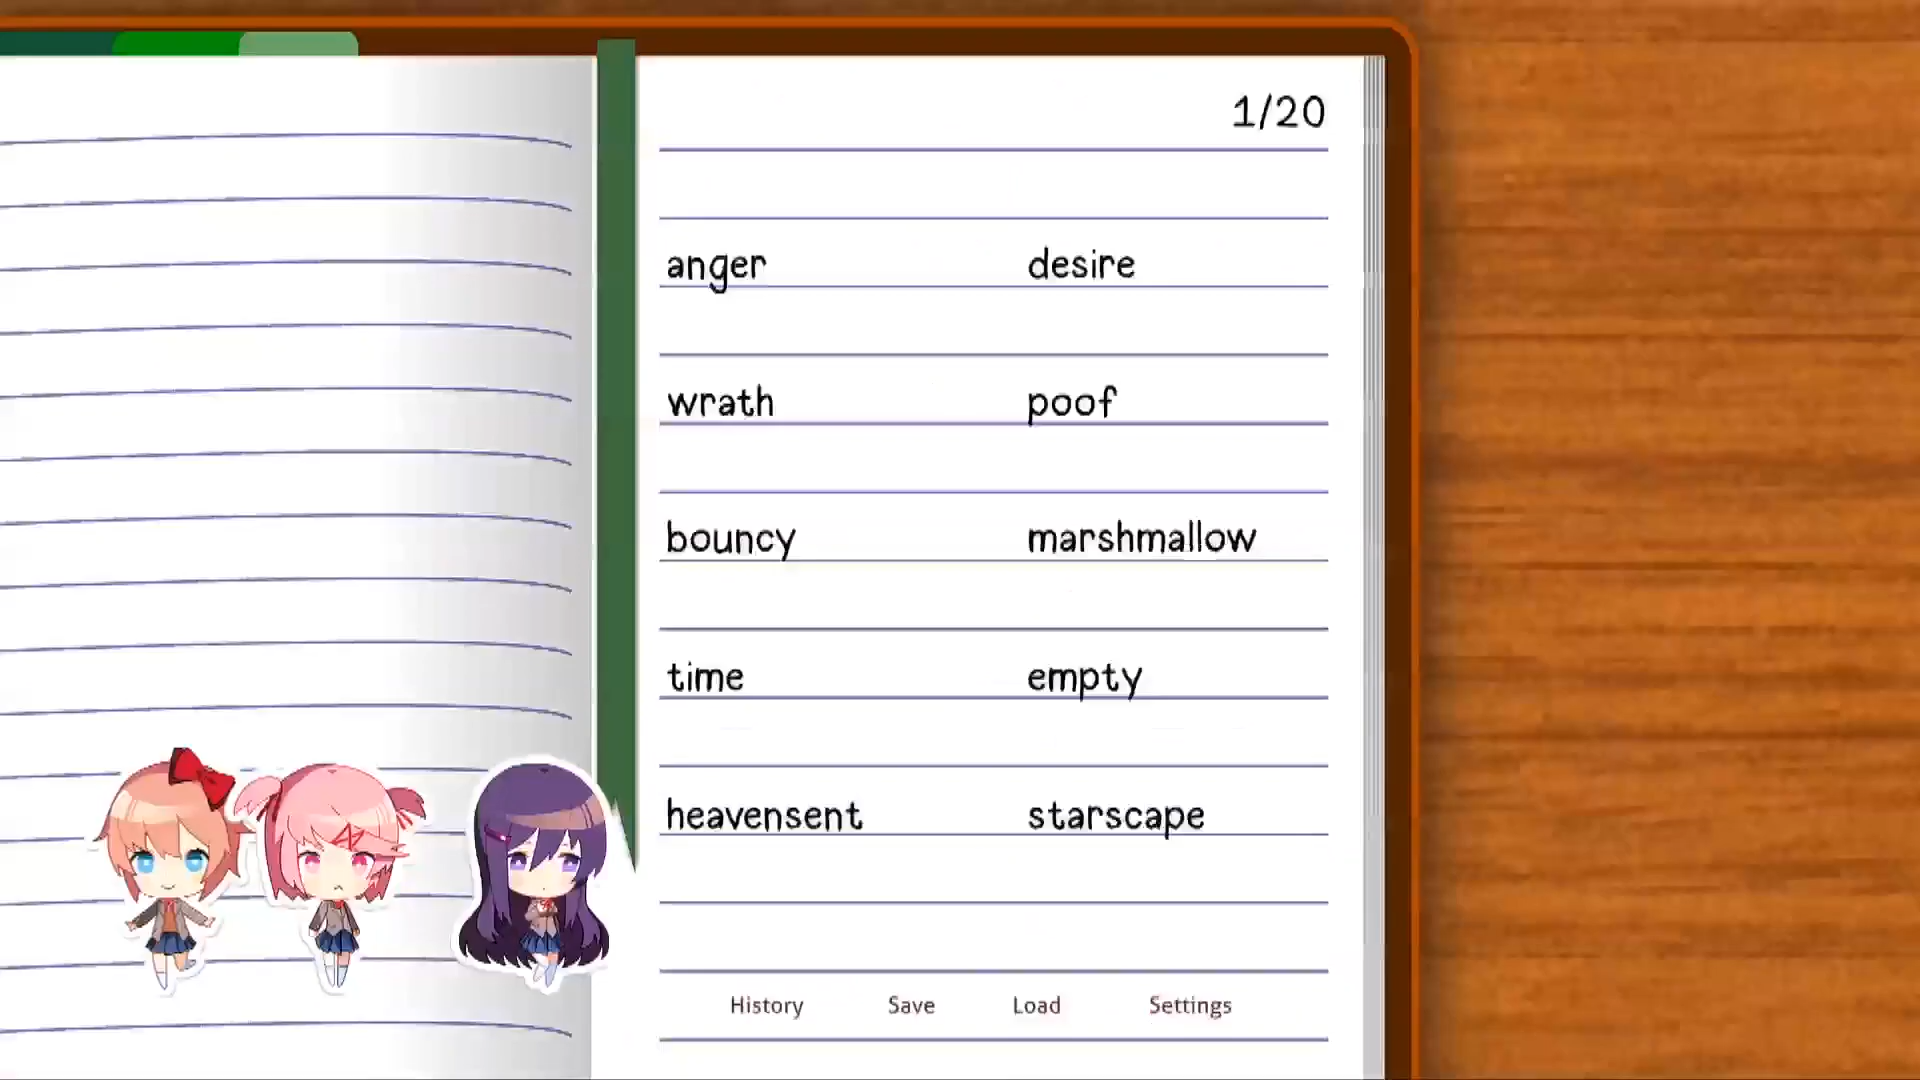 1/20
anger desire
wrath poof
bouncy marshmallow
time empty
heavensent starscape
History Save Load Settings